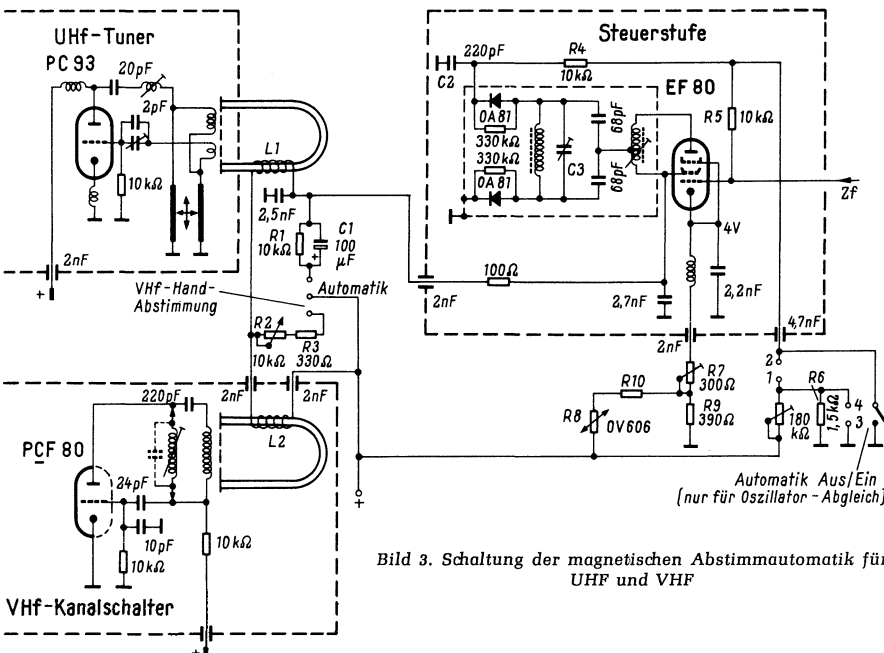 UHf-Tuner
PC 93
20pF
2pF
10kΩ
2nF
+
L1
2,5nF
R1
10kΩ
C1
100
µF
+
VHf-Hand-
Abstimmung
Automatik
R2
10kΩ
R3
330Ω
2nF
2nF
L2
220pF
PCF 80
24pF
10pF
10kΩ
10kΩ
VHf-Kanalschalter
+
Steuerstufe
220pF
C2
R4
10kΩ
EF 80
0A 81
330kΩ
330kΩ
0A 81
C3
68pF
68pF
R5
10kΩ
Zf
4V
100Ω
2nF
2,7nF
2,2nF
2nF
4,7nF
R7
300Ω
R10
R8
0V606
R9
390Ω
2
1
180
kΩ
R6
1,5kΩ
4
3
+
Automatik Aus/Ein
(nur für Oszillator-Abgleich)
Bild 3. Schaltung der magnetischen Abstimmautomatik für
UHF und VHF